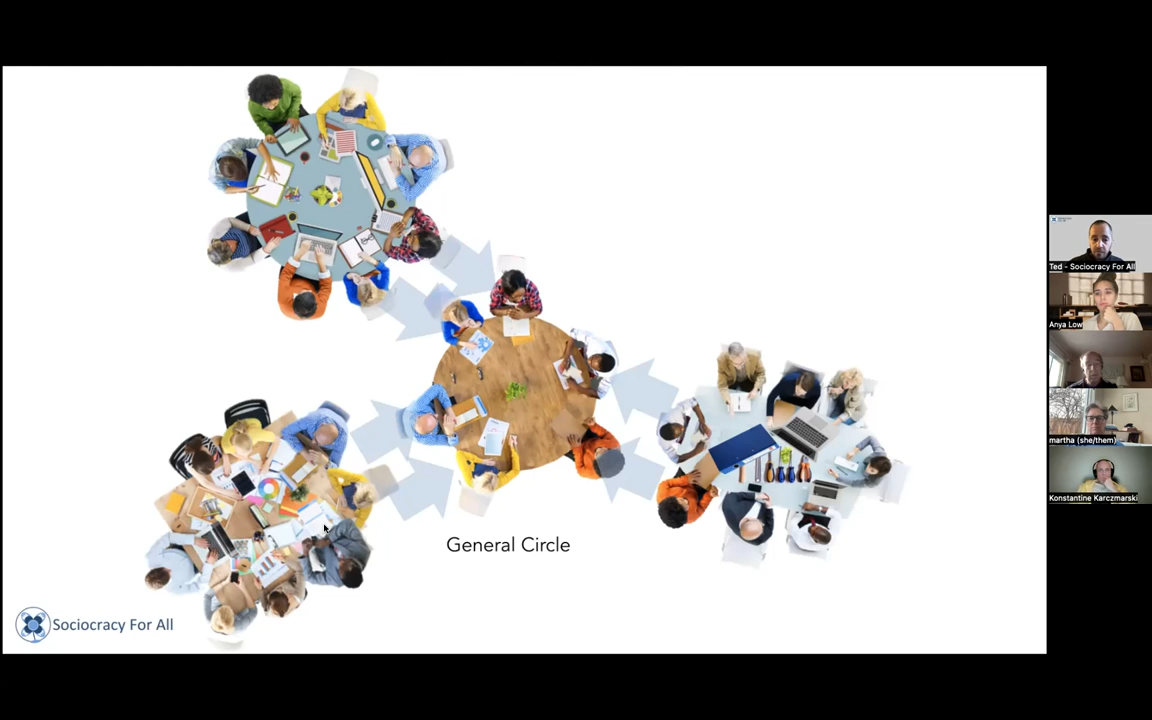 General Circle
Sociocracy For All
Ted - Sociocracy For All
Anya Low
martha (she/them)
Konstantine Karczmarski